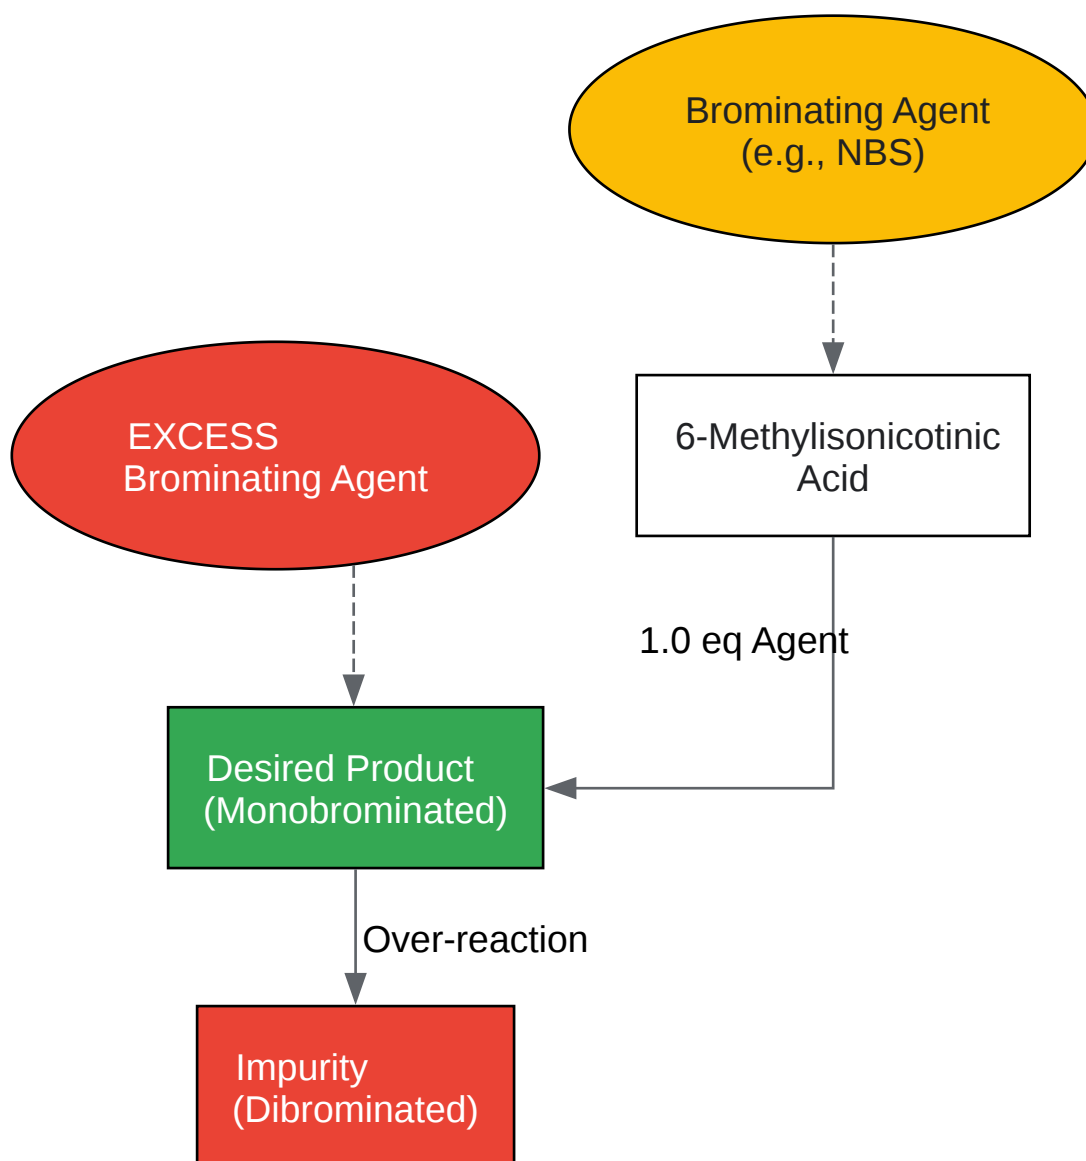 Brominating Agent
(e.g., NBS)
EXCESS
Brominating Agent
6-Methylisonicotinic
Acid
1.0 eq Agent
Desired Product
(Monobrominated)
Over-reaction
Impurity
(Dibrominated)